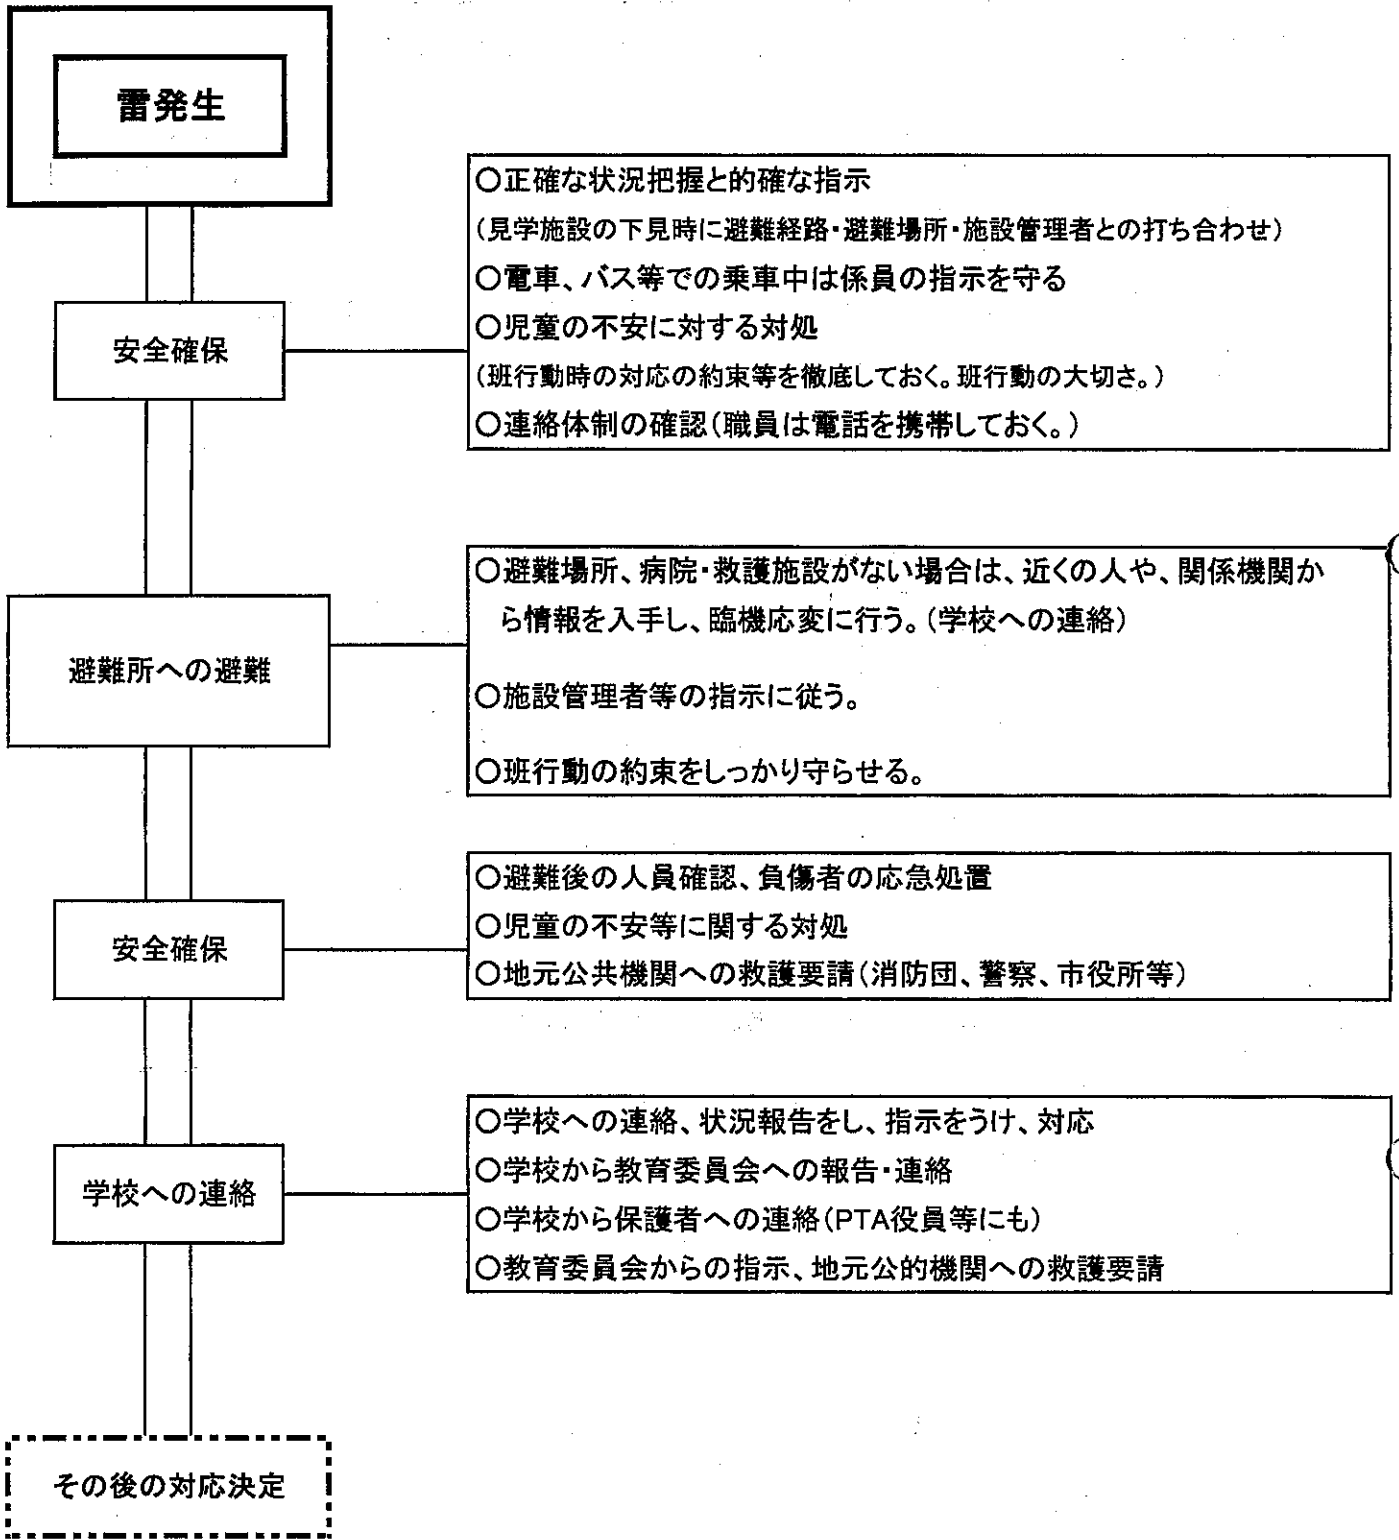 雷発生
○正確な状況把握と的確な指示
(見学施設の下見時に避難経路・避難場所・施設管理者との打ち合わせ)
○電車、バス等での乗車中は係員の指示を守る
○児童の不安に対する対処
(班行動時の対応の約束等を徹底しておく。班行動の大切さ。)
○連絡体制の確認(職員は電話を携帯しておく。)
安全確保
○避難場所、病院・救護施設がない場合は、近くの人や、関係機関か
ら情報を入手し、臨機応変に行う。(学校への連絡)
○施設管理者等の指示に従う。
○班行動の約束をしっかり守らせる。
避難所への避難
○避難後の人員確認、負傷者の応急処置
○児童の不安等に関する対処
○地元公共機関への救護要請(消防団、警察、市役所等)
安全確保
○学校への連絡、状況報告をし、指示をうけ、対応
○学校から教育委員会への報告・連絡
○学校から保護者への連絡(PTA役員等にも)
○教育委員会からの指示、地元公的機関への救護要請
学校への連絡
その後の対応決定